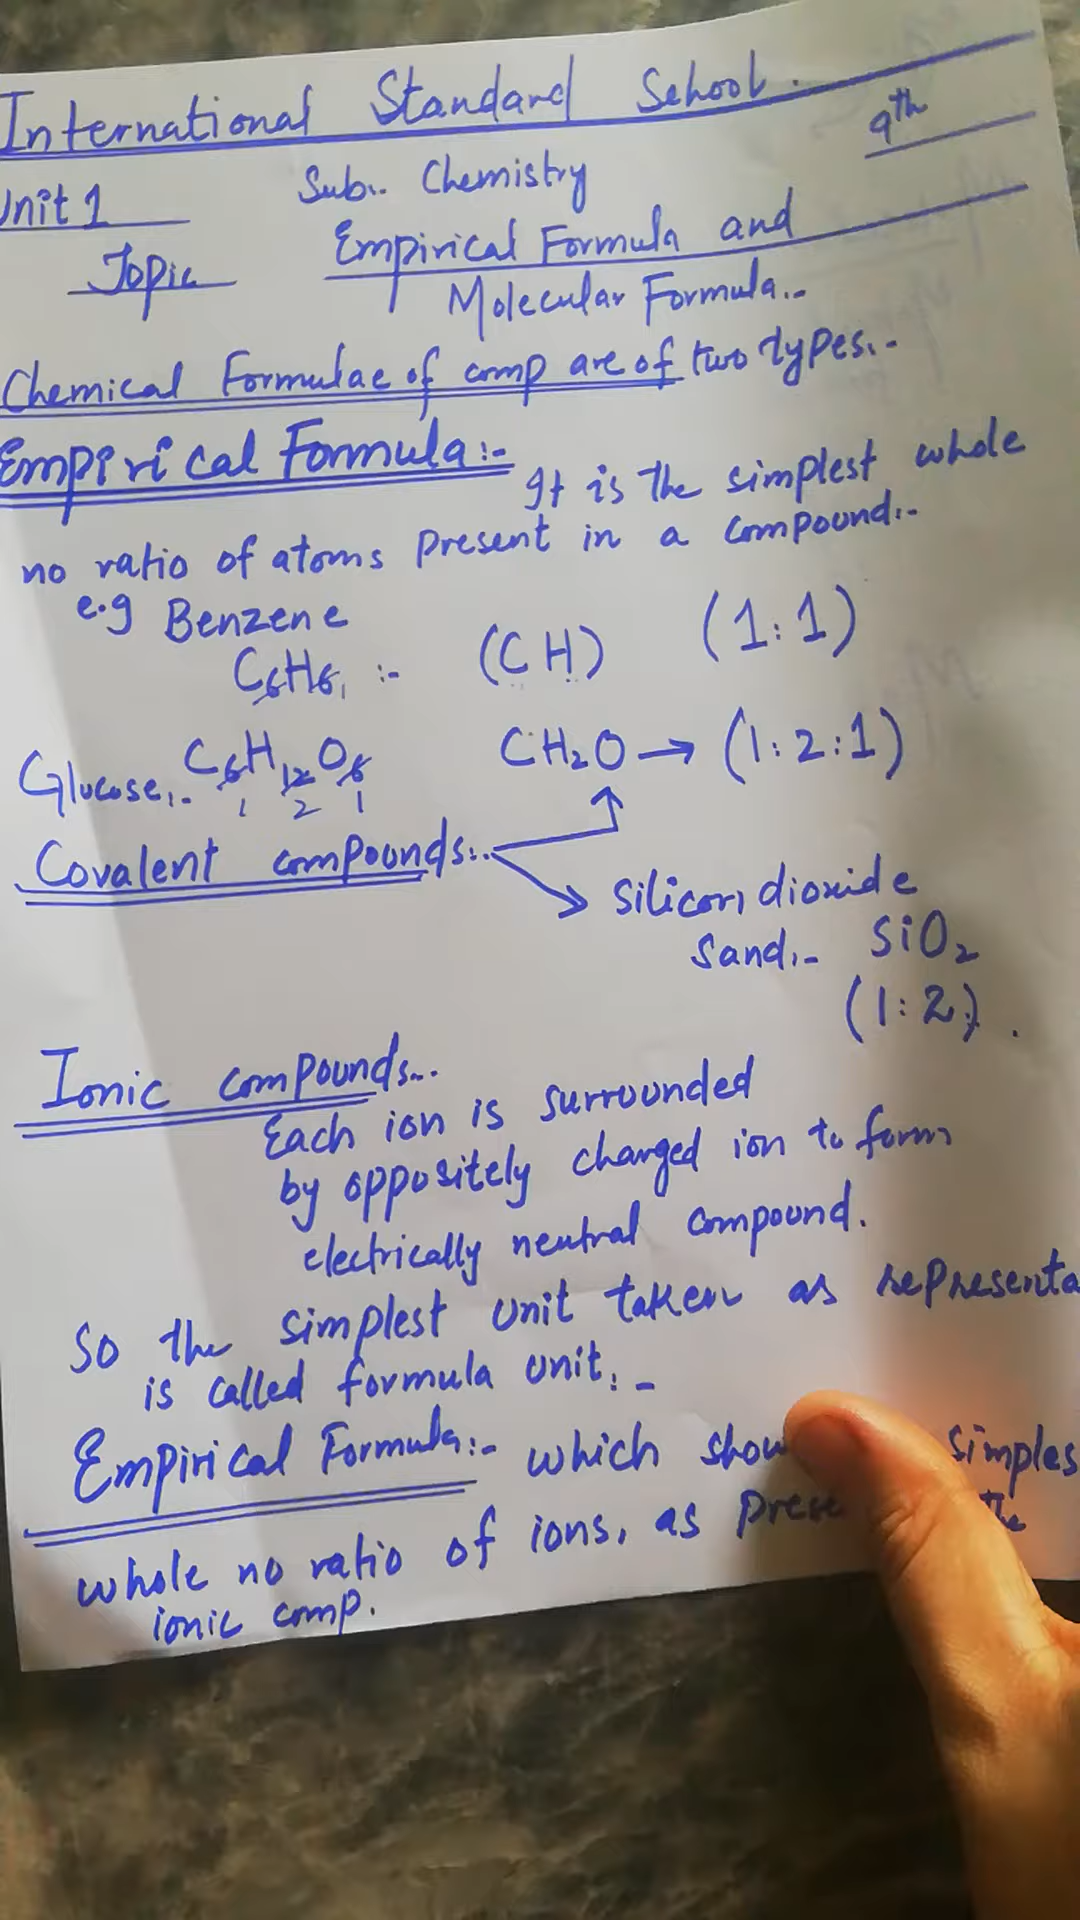 International Standard School.
9th
Unit 1 Sub:. Chemistry
Topic Empirical Formula and
Molecular Formula.-
Chemical Formulae of comp are of two types.-
Empirical Formula:-
It is the simplest whole
no ratio of atoms present in a compound.-
e.g Benzene
C6H6, :- (CH) (1:1)
Glucose.- C6H12O6 CH2O → (1:2:1)
1 2 1
Covalent compounds:.
Silicon dioxide
Sand.- SiO2
(1:2).
Ionic compounds..
Each ion is surrounded
by oppositely charged ion to form
electrically neutral compound.
So the simplest unit taken as representa
is called formula unit.-
Empirical Formula:- which show simples
whole no ratio of ions, as prese the
ionic comp.